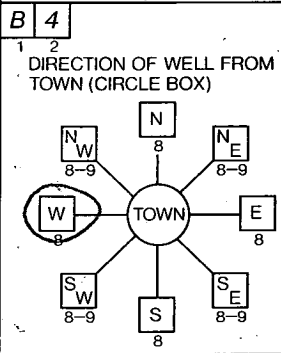 B 4
1 2
DIRECTION OF WELL FROM
TOWN (CIRCLE BOX)
N
8
N W
8-9
N E
8-9
W
8
TOWN
E
8
S W
8-9
S E
8-9
S
8